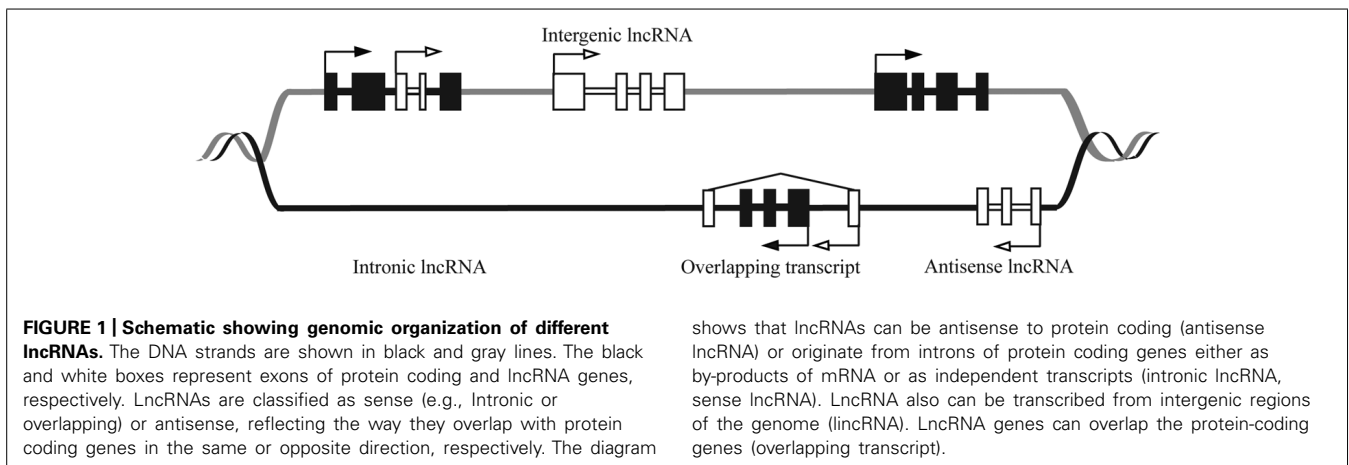 Intergenic lncRNA
Intronic lncRNA
Overlapping transcript
Antisense lncRNA
FIGURE 1 | Schematic showing genomic organization of different
lncRNAs. The DNA strands are shown in black and gray lines. The black
and white boxes represent exons of protein coding and lncRNA genes,
respectively. LncRNAs are classified as sense (e.g., Intronic or
overlapping) or antisense, reflecting the way they overlap with protein
coding genes in the same or opposite direction, respectively. The diagram
shows that lncRNAs can be antisense to protein coding (antisense
lncRNA) or originate from introns of protein coding genes either as
by-products of mRNA or as independent transcripts (intronic lncRNA,
sense lncRNA). LncRNA also can be transcribed from intergenic regions
of the genome (lincRNA). LncRNA genes can overlap the protein-coding
genes (overlapping transcript).